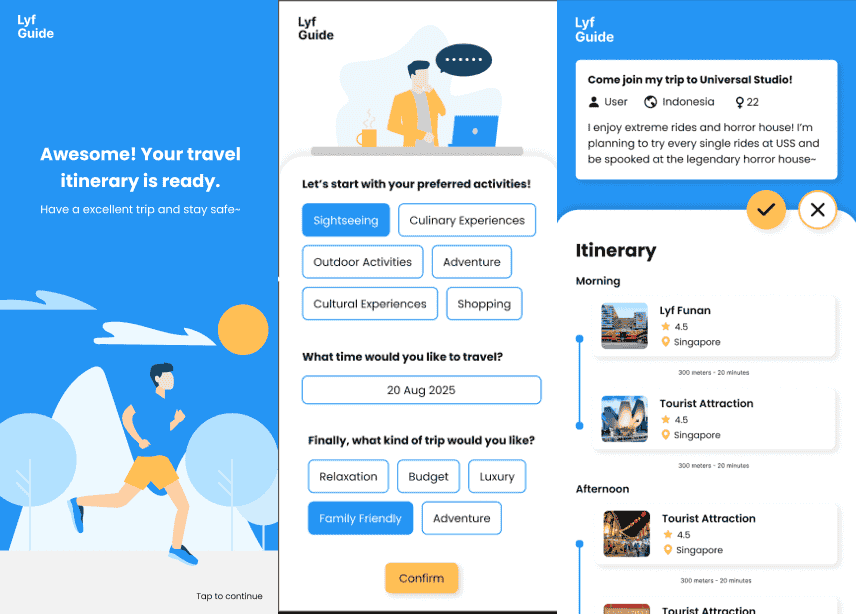 Lyf
Guide
Awesome! Your travel
itinerary is ready.
Have a excellent trip and stay safe~
Tap to continue
Lyf
Guide
Let's start with your preferred activities!
Sightseeing
Culinary Experiences
Outdoor Activities
Adventure
Cultural Experiences
Shopping
What time would you like to travel?
20 Aug 2025
Finally, what kind of trip would you like?
Relaxation
Budget
Luxury
Family Friendly
Adventure
Confirm
Lyf
Guide
Come join my trip to Universal Studio!
User
Indonesia
22
I enjoy extreme rides and horror house! I'm
planning to try every single rides at USS and
be spooked at the legendary horror house~
Itinerary
Morning
Lyf Funan
4.5
Singapore
300 meters - 20 minutes
Tourist Attraction
4.5
Singapore
300 meters - 20 minutes
Afternoon
Tourist Attraction
4.5
Singapore
300 meters - 20 minutes
Tourist Attraction